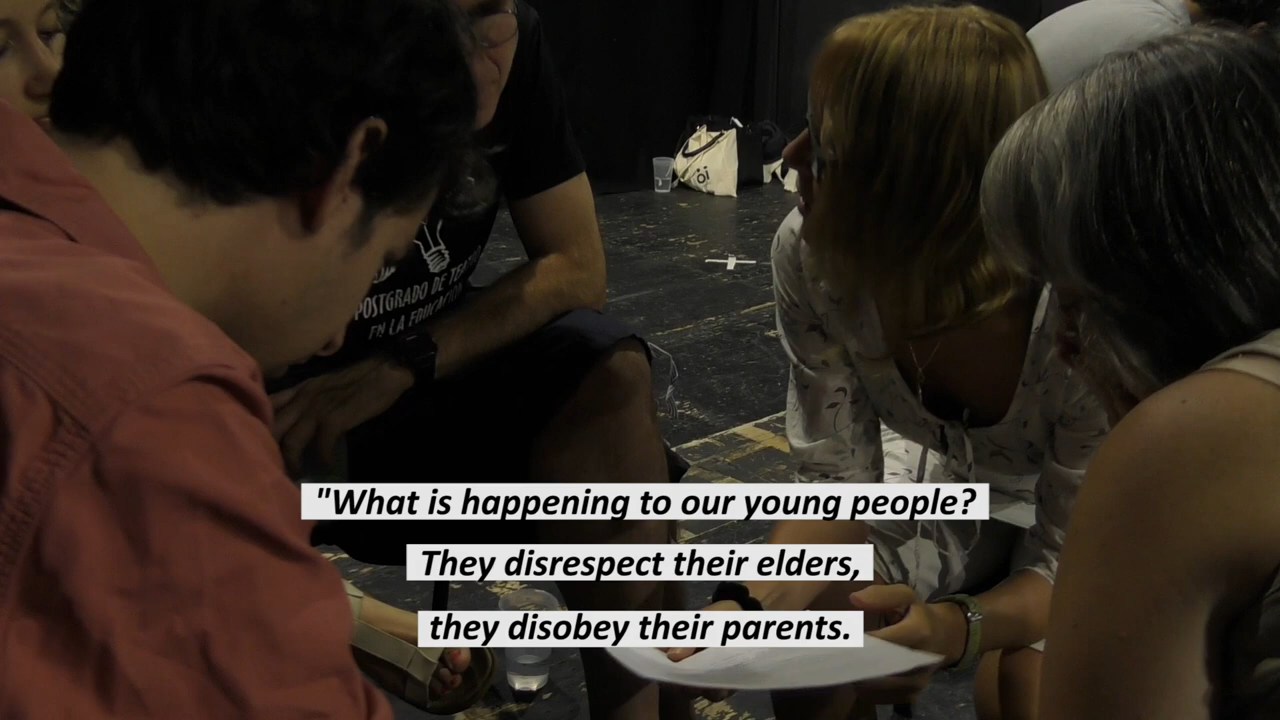 öi
POSTGRADO DE TEATRO
EN LA EDUCACIÓN
"What is happening to our young people?
They disrespect their elders,
they disobey their parents.